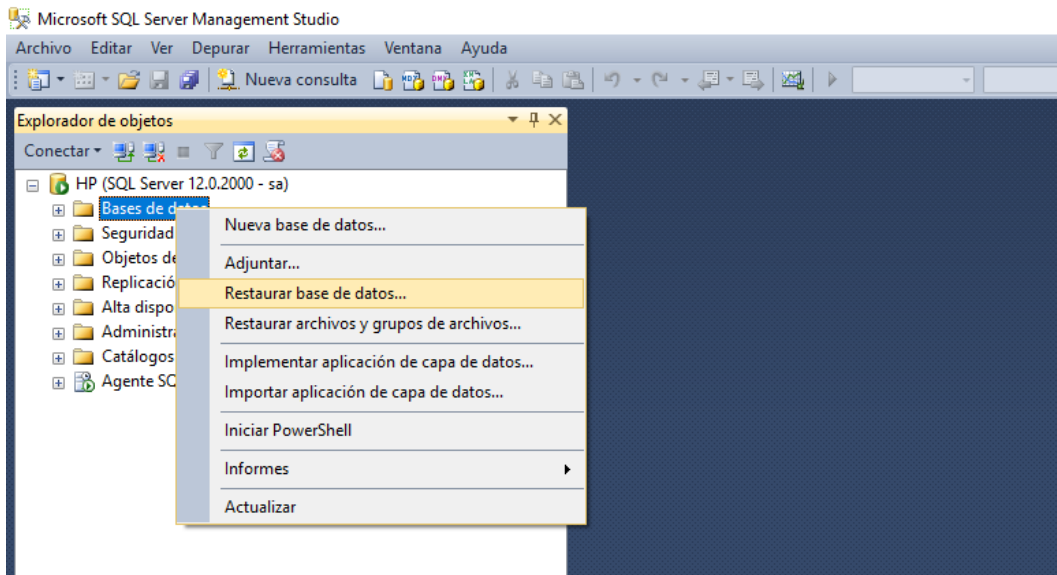 Microsoft SQL Server Management Studio
Archivo Editar Ver Depurar Herramientas Ventana Ayuda
Nueva consulta
Explorador de objetos
Conectar
HP (SQL Server 12.0.2000 - sa)
Bases de datos
Seguridad
Objetos de
Replicació
Alta dispo
Administra
Catálogos
Agente SQ
Nueva base de datos...
Adjuntar...
Restaurar base de datos...
Restaurar archivos y grupos de archivos...
Implementar aplicación de capa de datos...
Importar aplicación de capa de datos...
Iniciar PowerShell
Informes
Actualizar